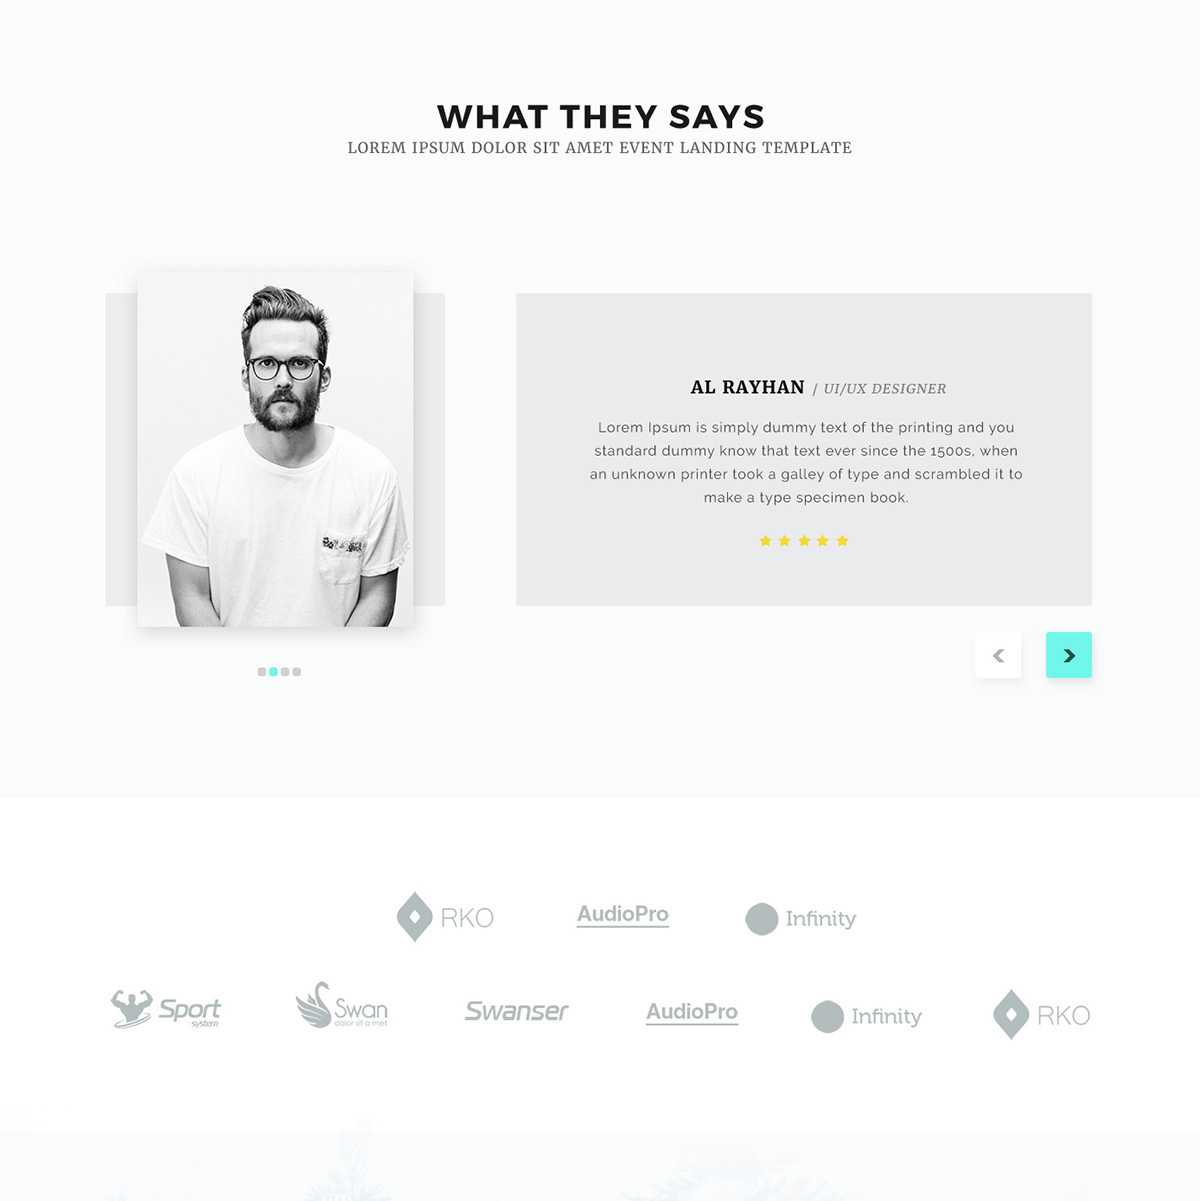 WHAT THEY SAYS
LOREM IPSUM DOLOR SIT AMET EVENT LANDING TEMPLATE
AL RAYHAN / UI/UX DESIGNER
Lorem Ipsum is simply dummy text of the printing and you
standard dummy know that text ever since the 1500s, when
an unknown printer took a galley of type and scrambled it to
make a type specimen book.
RKO
AudioPro
Infinity
Sport
system
Swan
dolor sit a met
Swanser
AudioPro
Infinity
RKO